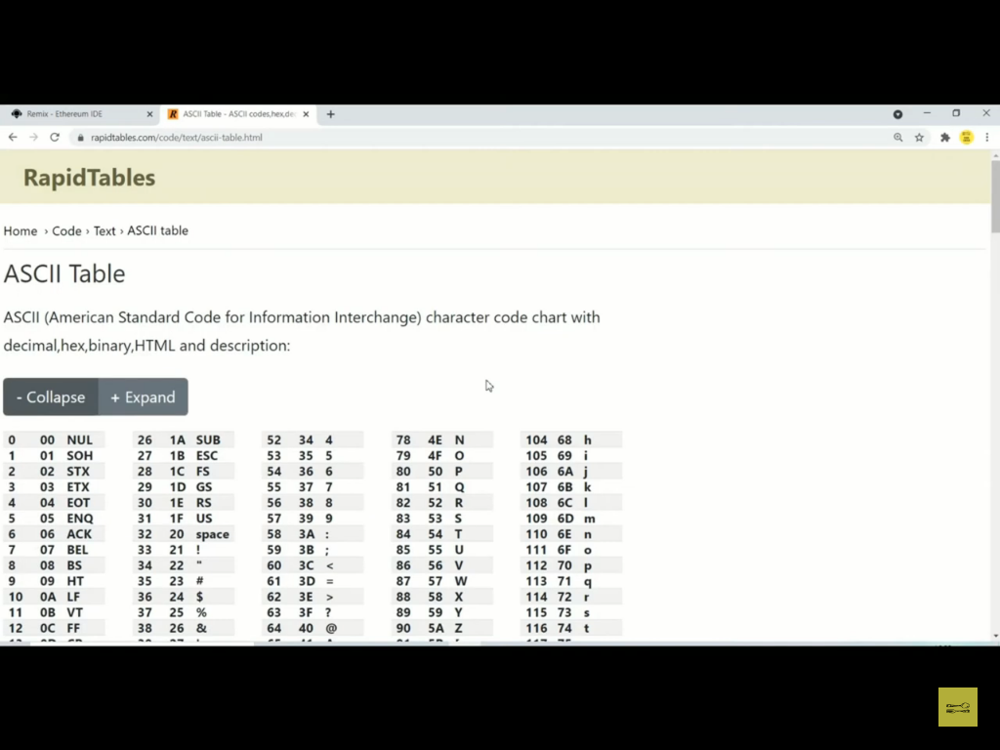 Remix - Ethereum IDE
ASCII Table - ASCII codes,hex,de
rapidtables.com/code/text/ascii-table.html
RapidTables
Home › Code › Text › ASCII table
ASCII Table
ASCII (American Standard Code for Information Interchange) character code chart with
decimal,hex,binary,HTML and description:
- Collapse + Expand
0 00 NUL 26 1A SUB 52 34 4 78 4E N 104 68 h
1 01 SOH 27 1B ESC 53 35 5 79 4F O 105 69 i
2 02 STX 28 1C FS 54 36 6 80 50 P 106 6A j
3 03 ETX 29 1D GS 55 37 7 81 51 Q 107 6B k
4 04 EOT 30 1E RS 56 38 8 82 52 R 108 6C l
5 05 ENQ 31 1F US 57 39 9 83 53 S 109 6D m
6 06 ACK 32 20 space 58 3A : 84 54 T 110 6E n
7 07 BEL 33 21 ! 59 3B ; 85 55 U 111 6F o
8 08 BS 34 22 " 60 3C < 86 56 V 112 70 p
9 09 HT 35 23 # 61 3D = 87 57 W 113 71 q
10 0A LF 36 24 $ 62 3E > 88 58 X 114 72 r
11 0B VT 37 25 % 63 3F ? 89 59 Y 115 73 s
12 0C FF 38 26 & 64 40 @ 90 5A Z 116 74 t